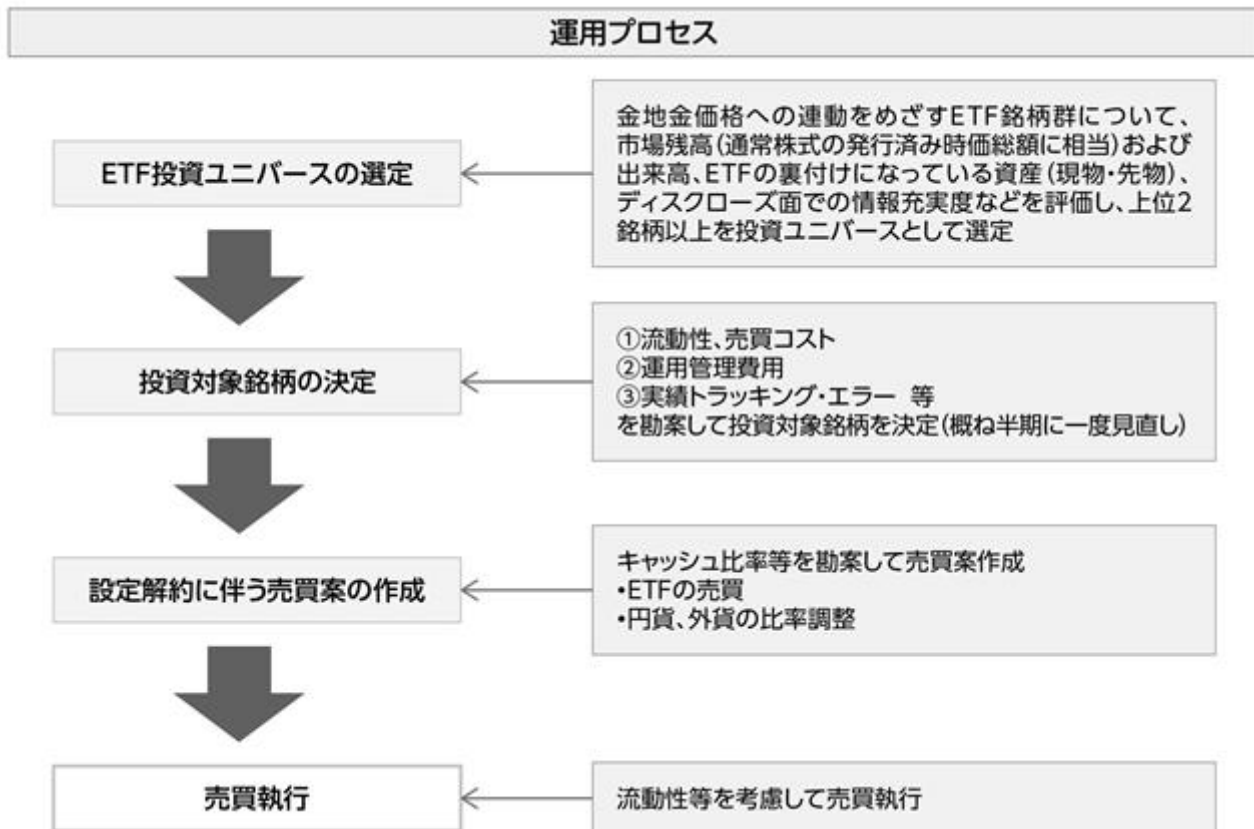 運用プロセス
ETF投資ユニバースの選定
金地金価格への連動をめざすETF銘柄群について、
市場残高(通常株式の発行済み時価総額に相当)および
出来高、ETFの裏付けになっている資産(現物・先物)、
ディスクローズ面での情報充実度などを評価し、上位2
銘柄以上を投資ユニバースとして選定
投資対象銘柄の決定
①流動性、売買コスト
②運用管理費用
③実績トラッキング・エラー 等
を勘案して投資対象銘柄を決定(概ね半期に一度見直し)
設定解約に伴う売買案の作成
キャッシュ比率等を勘案して売買案作成
•ETFの売買
•円貨、外貨の比率調整
売買執行
流動性等を考慮して売買執行